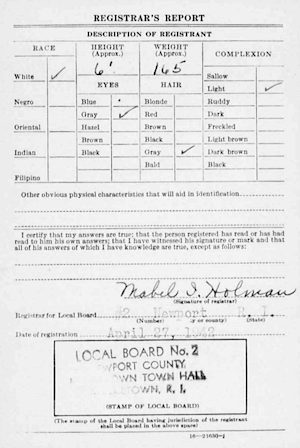 REGISTRAR'S REPORT
DESCRIPTION OF REGISTRANT
RACE
HEIGHT (Approx.)
WEIGHT (Approx.)
COMPLEXION
6'
165
White ✓
EYES
HAIR
Sallow
Light ✓
Negro
Blue
Blonde
Ruddy
Gray ✓
Red
Dark
Oriental
Hazel
Brown
Freckled
Brown
Black
Light brown
Indian
Black
Gray ✓
Dark brown
Bald
Black
Filipino
Other obvious physical characteristics that will aid in identification
I certify that my answers are true; that the person registered has read or has had
read to him his own answers; that I have witnessed his signature or mark and that
all of his answers of which I have knowledge are true, except as follows:
Mabel I. Holman
(Signature of registrar)
Registrar for Local Board #2 Newport R. I.
(Number) (City or county) (State)
Date of registration April 27, 1942
LOCAL BOARD No. 2
NEWPORT COUNTY
TOWN HALL
R. I.
(STAMP OF LOCAL BOARD)
(The stamp of the Local Board having jurisdiction of the registrant
shall be placed in the above space)
16—21630-1